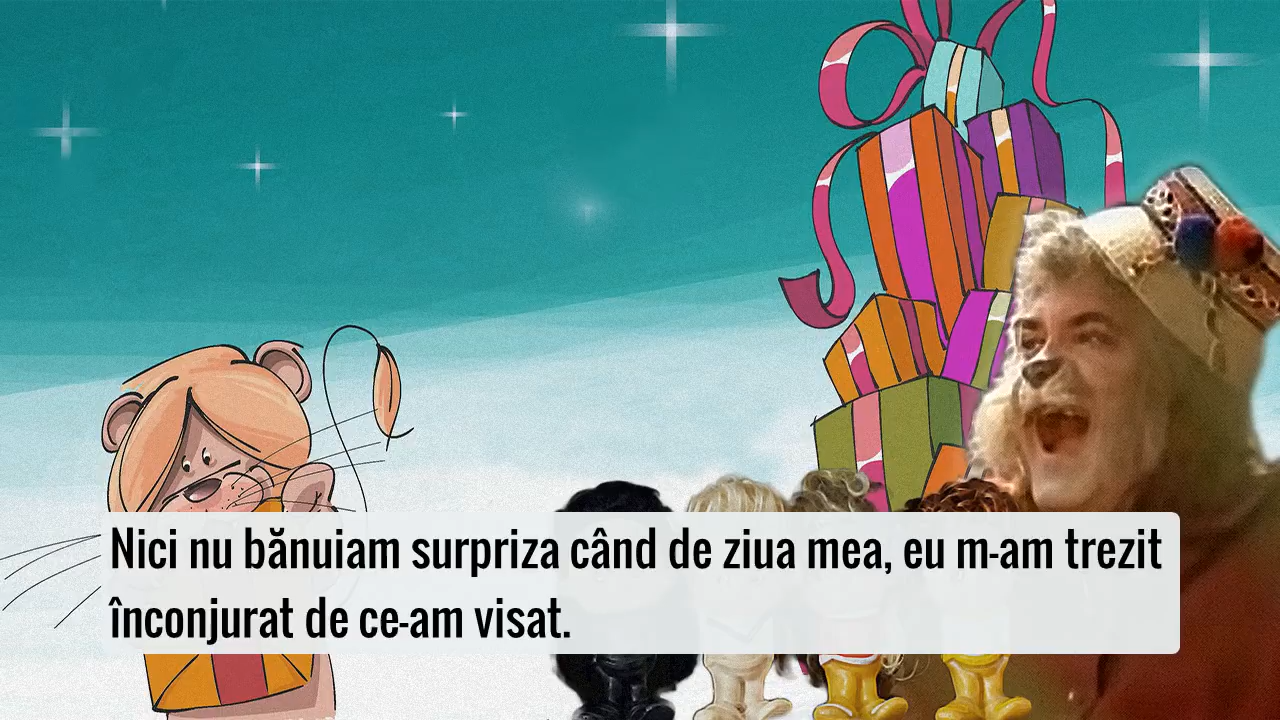 Nici nu bănuiam surpriza când de ziua mea, eu m-am trezit
înconjurat de ce-am visat.